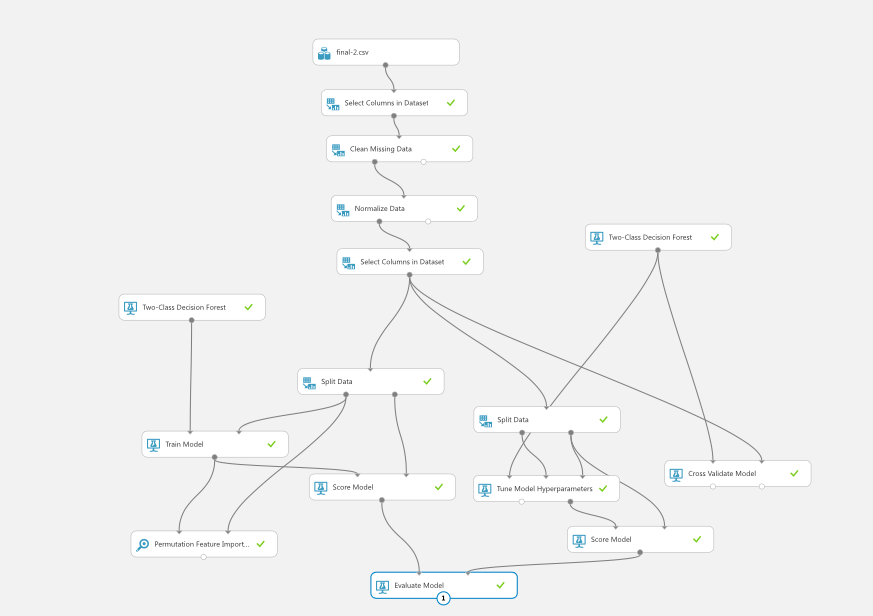 final-2.csv
Select Columns in Dataset
Clean Missing Data
Normalize Data
Two-Class Decision Forest
Select Columns in Dataset
Two-Class Decision Forest
Split Data
Split Data
Train Model
Cross Validate Model
Score Model
Tune Model Hyperparameters
Score Model
Permutation Feature Import...
Evaluate Model
1